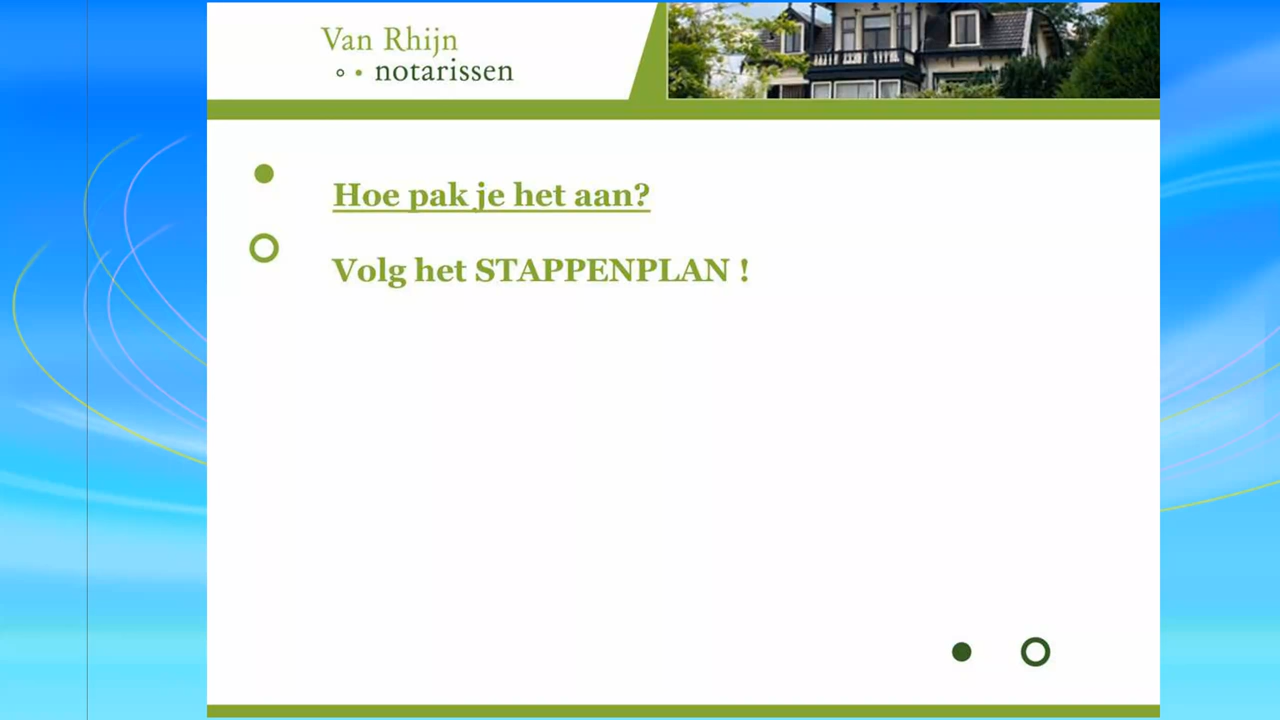 Van Rhijn
notarissen
Hoe pak je het aan?
Volg het STAPPENPLAN !